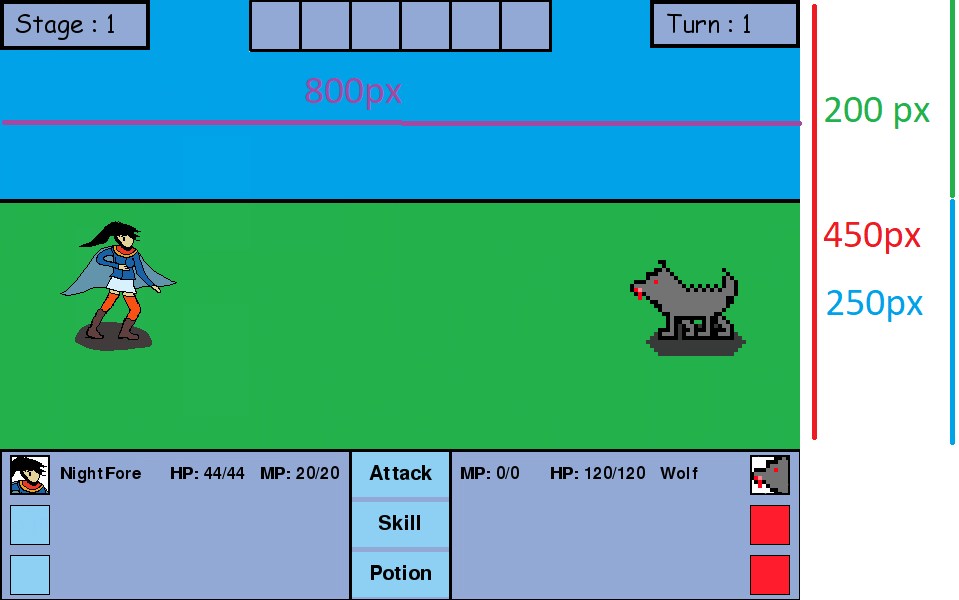 Stage : 1
Turn : 1
800px
200 px
450px
250px
NightFore HP: 44/44 MP: 20/20
Attack
MP: 0/0 HP: 120/120 Wolf
Skill
Potion